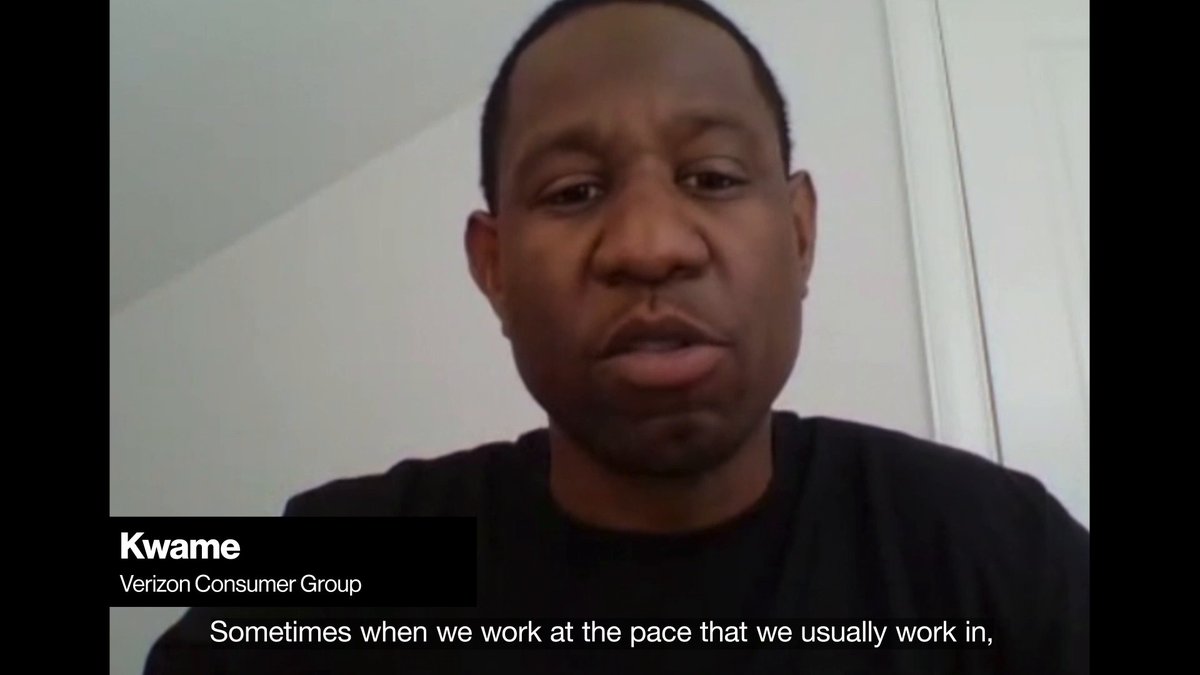 Kwame
Verizon Consumer Group
Sometimes when we work at the pace that we usually work in,